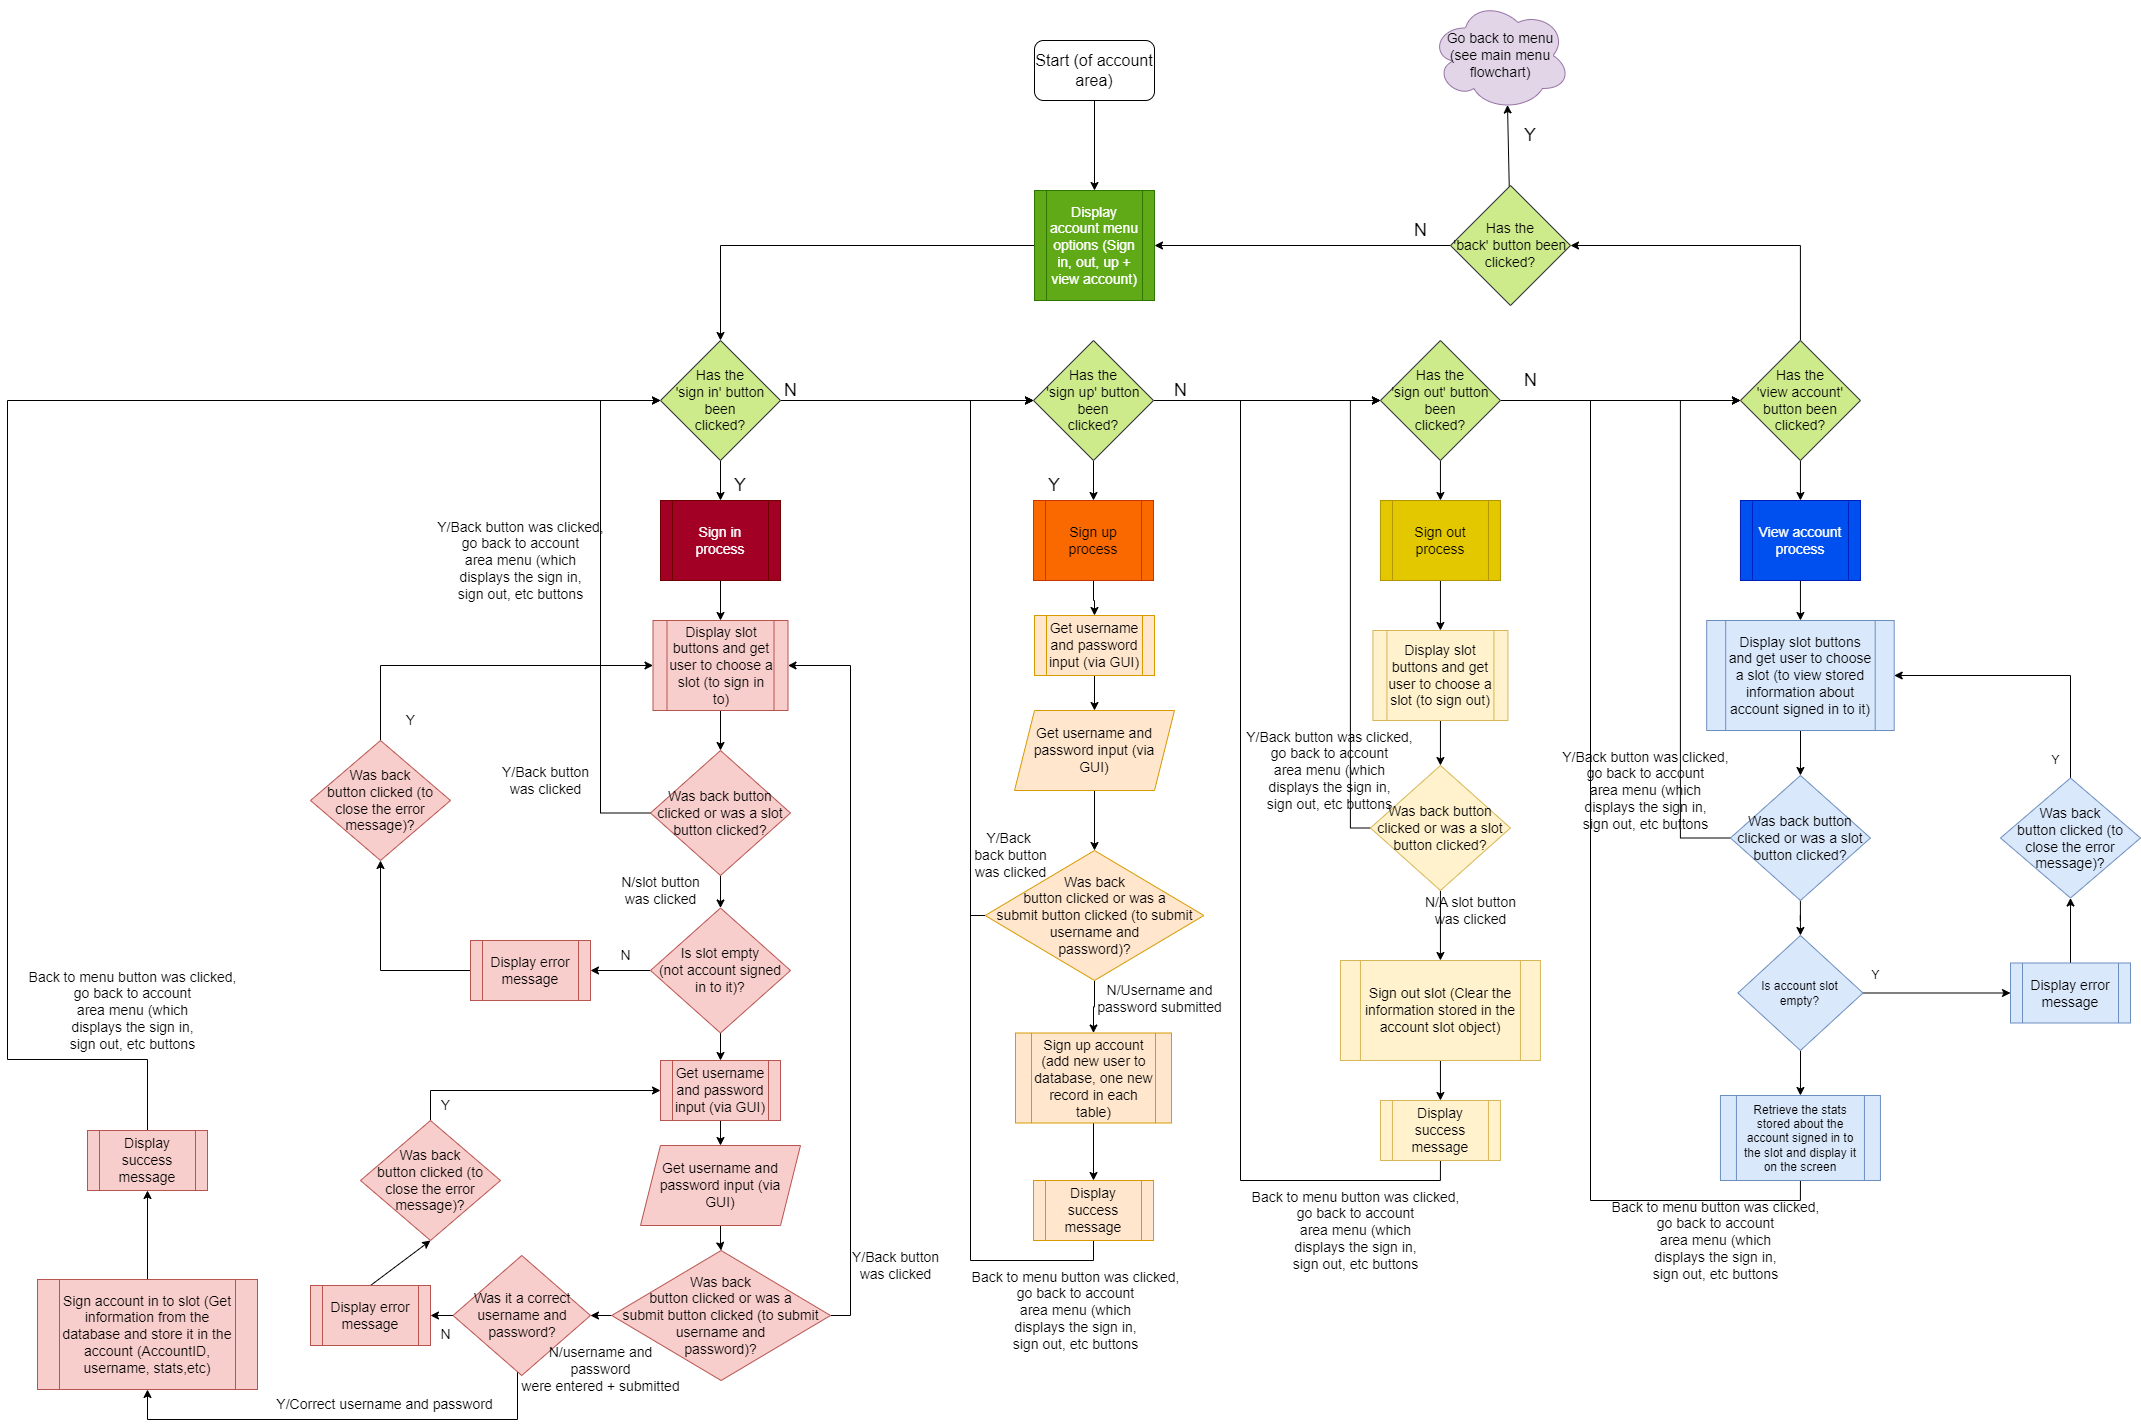 Start (of account
area)
Go back to menu
(see main menu
flowchart)
Y
Display
account menu
options (Sign
in, out, up +
view account)
N
Has the
'back' button been
clicked?
Has the
'sign in' button
been
clicked?
N
Has the
'sign up' button
been
clicked?
N
Has the
'sign out' button
been
clicked?
N
Has the
'view account'
button been
clicked?
Y
Y
Sign in
process
Sign up
process
Sign out
process
View account
process
Y/Back button was clicked,
go back to account
area menu (which
displays the sign in,
sign out, etc buttons
Display slot
buttons and get
user to choose a
slot (to sign in
to)
Y
Was back
button clicked (to
close the error
message)?
Y/Back button
was clicked
Was back button
clicked or was a slot
button clicked?
N/slot button
was clicked
Is slot empty
(not account signed
in to it)?
N
Display error
message
Back to menu button was clicked,
go back to account
area menu (which
displays the sign in,
sign out, etc buttons
Get username
and password
input (via GUI)
Y
Was back
button clicked (to
close the error
message)?
Get username and
password input (via
GUI)
Display
success
message
Y/Back button
was clicked
Was back
button clicked or was a
submit button clicked (to submit
username and
password)?
Was it a correct
username and
password?
N
Display error
message
N/username and
password
were entered + submitted
Sign account in to slot (Get
information from the
database and store it in the
account (AccountID,
username, stats,etc)
Y/Correct username and password
Get username
and password
input (via GUI)
Get username and
password input (via
GUI)
Y/Back
back button
was clicked
Was back
button clicked or was a
submit button clicked (to submit
username and
password)?
N/Username and
password submitted
Sign up account
(add new user to
database, one new
record in each
table)
Display
success
message
Back to menu button was clicked,
go back to account
area menu (which
displays the sign in,
sign out, etc buttons
Display slot
buttons and get
user to choose a
slot (to sign out)
Y/Back button was clicked,
go back to account
area menu (which
displays the sign in,
sign out, etc buttons
Was back button
clicked or was a slot
button clicked?
N/A slot button
was clicked
Sign out slot (Clear the
information stored in the
account slot object)
Display
success
message
Back to menu button was clicked,
go back to account
area menu (which
displays the sign in,
sign out, etc buttons
Display slot buttons
and get user to choose
a slot (to view stored
information about
account signed in to it)
Y/Back button was clicked,
go back to account
area menu (which
displays the sign in,
sign out, etc buttons
Was back button
clicked or was a slot
button clicked?
Y
Was back
button clicked (to
close the error
message)?
Is account slot
empty?
Y
Display error
message
Retrieve the stats
stored about the
account signed in to
the slot and display it
on the screen
Back to menu button was clicked,
go back to account
area menu (which
displays the sign in,
sign out, etc buttons